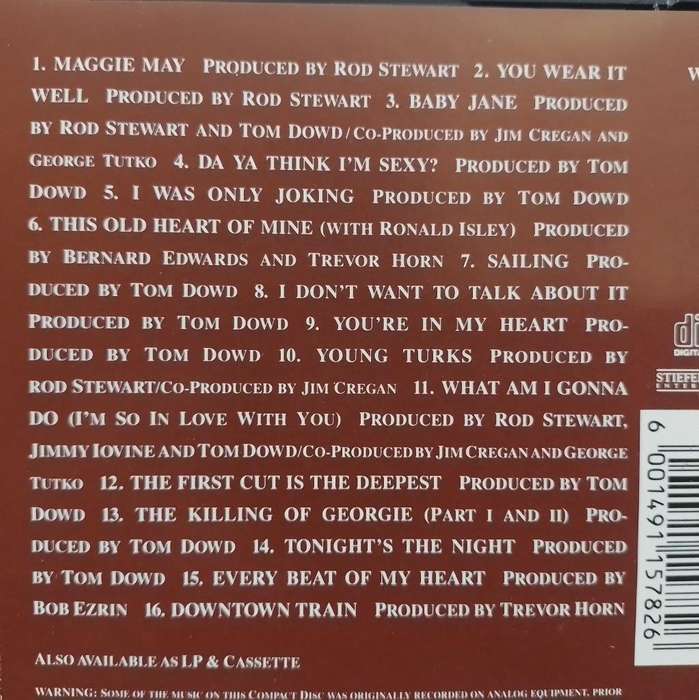 1. MAGGIE MAY PRODUCED BY ROD STEWART 2. YOU WEAR IT
WELL PRODUCED BY ROD STEWART 3. BABY JANE PRODUCED
BY ROD STEWART AND TOM DOWD/CO-PRODUCED BY JIM CREGAN AND
GEORGE TUTKO 4. DA YA THINK I'M SEXY? PRODUCED BY TOM
DOWD 5. I WAS ONLY JOKING PRODUCED BY TOM DOWD
6. THIS OLD HEART OF MINE (WITH RONALD ISLEY) PRODUCED
BY BERNARD EDWARDS AND TREVOR HORN 7. SAILING PRO-
DUCED BY TOM DOWD 8. I DON'T WANT TO TALK ABOUT IT
PRODUCED BY TOM DOWD 9. YOU'RE IN MY HEART PRO-
DUCED BY TOM DOWD 10. YOUNG TURKS PRODUCED BY
ROD STEWART/CO-PRODUCED BY JIM CREGAN 11. WHAT AM I GONNA
DO (I'M SO IN LOVE WITH YOU) PRODUCED BY ROD STEWART,
JIMMY IOVINE AND TOM DOWD/CO-PRODUCED BY JIM CREGAN AND GEORGE
TUTKO 12. THE FIRST CUT IS THE DEEPEST PRODUCED BY TOM
DOWD 13. THE KILLING OF GEORGIE (PART I AND II) PRO-
DUCED BY TOM DOWD 14. TONIGHT'S THE NIGHT PRODUCED
BY TOM DOWD 15. EVERY BEAT OF MY HEART PRODUCED BY
BOB EZRIN 16. DOWNTOWN TRAIN PRODUCED BY TREVOR HORN
ALSO AVAILABLE AS LP & CASSETTE
WARNING: SOME OF THE MUSIC ON THIS COMPACT DISC WAS ORIGINALLY RECORDED ON ANALOG EQUIPMENT, PRIOR
6 001491 157826